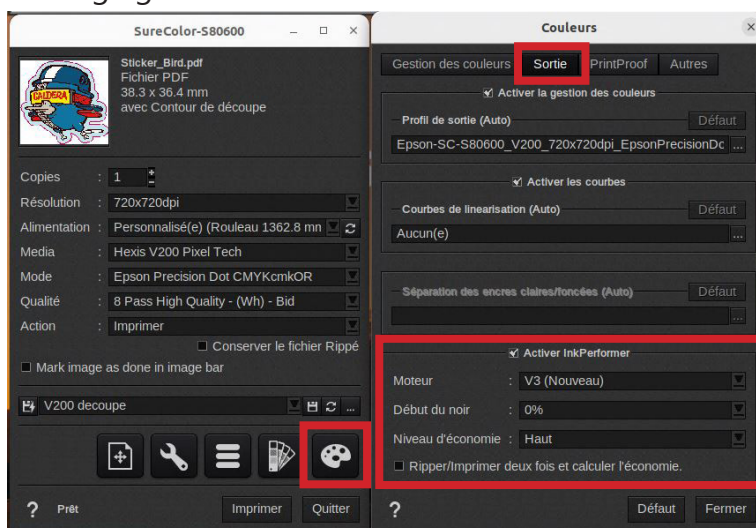 SureColor-S80600
Sticker_Bird.pdf
Fichier PDF
38.3 x 36.4 mm
avec Contour de découpe
CALDERA
Copies : 1
Résolution : 720x720dpi
Alimentation : Personnalisé(e) (Rouleau 1362.8 mm
Media : Hexis V200 Pixel Tech
Mode : Epson Precision Dot CMYKcmkOR
Qualité : 8 Pass High Quality - (Wh) - Bid
Action : Imprimer
Conserver le fichier Rippé
Mark image as done in image bar
V200 decoupe
...
? Prêt Imprimer Quitter
Couleurs
Gestion des couleurs Sortie PrintProof Autres
Activer la gestion des couleurs
Profil de sortie (Auto) Défaut
Epson-SC-S80600_V200_720x720dpi_EpsonPrecisionDc ...
Activer les courbes
Courbes de linearisation (Auto) Défaut
Aucun(e) ...
Séparation des encres claires/foncées (Auto) Défaut
...
Activer InkPerformer
Moteur : V3 (Nouveau)
Début du noir : 0%
Niveau d'économie : Haut
Ripper/Imprimer deux fois et calculer l'économie.
? Défaut Fermer